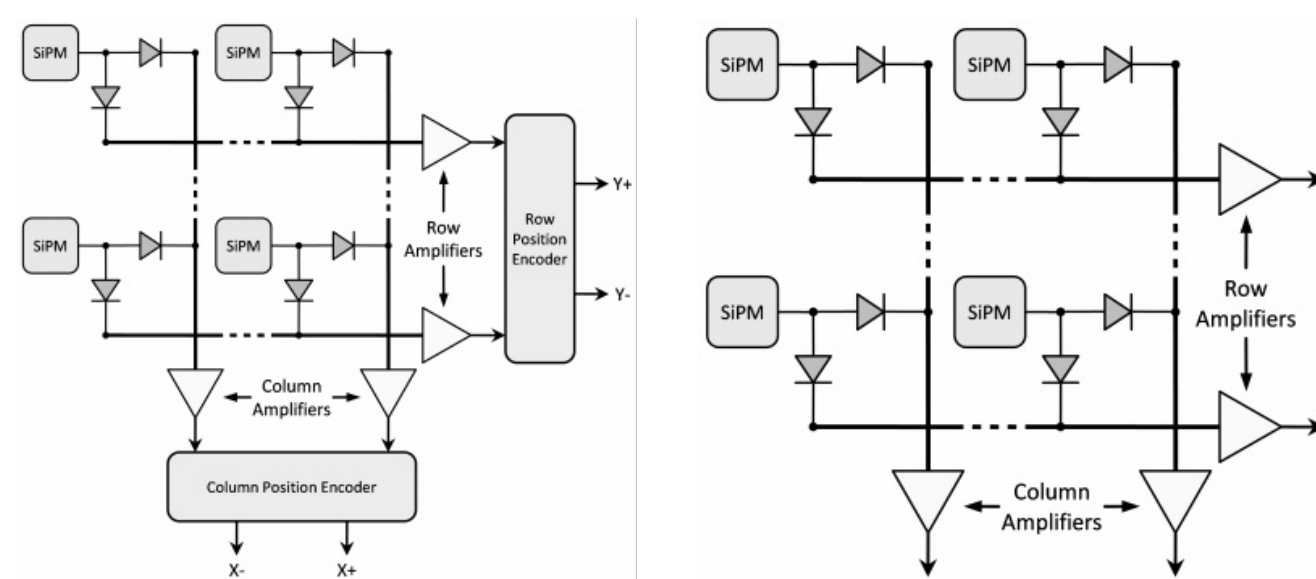 SiPM
SiPM
Y+
Row
Amplifiers
Row
Position
Encoder
SiPM
SiPM
Y-
Column
Amplifiers
Column Position Encoder
X-
X+
SiPM
SiPM
SiPM
SiPM
Row
Amplifiers
Column
Amplifiers